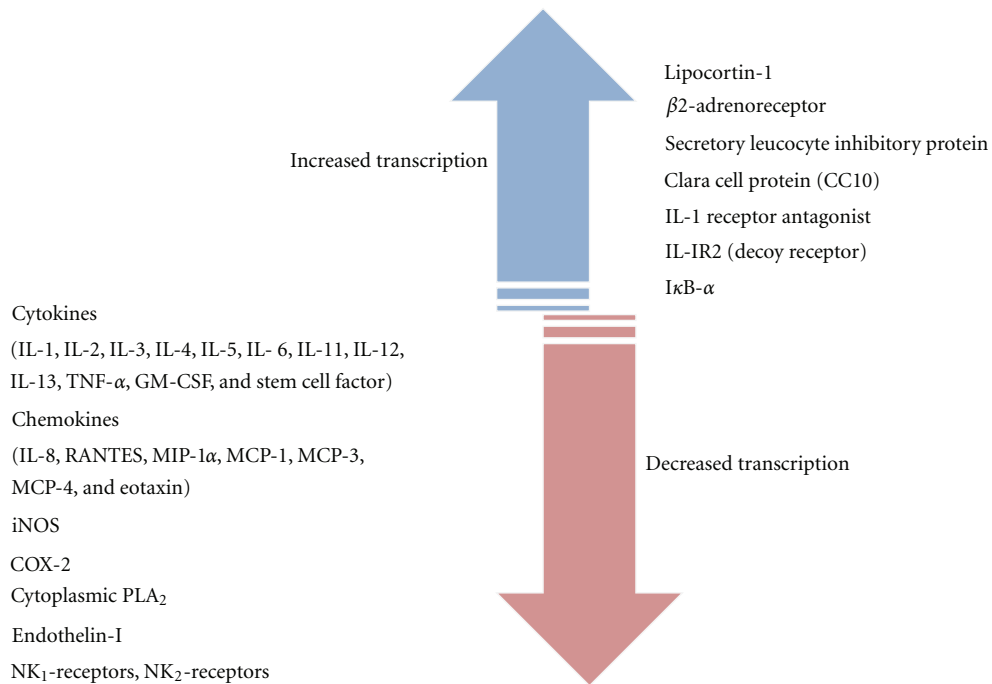 Increased transcription
Lipocortin-1
β2-adrenoreceptor
Secretory leucocyte inhibitory protein
Clara cell protein (CC10)
IL-1 receptor antagonist
IL-IR2 (decoy receptor)
IκB-α
Cytokines
(IL-1, IL-2, IL-3, IL-4, IL-5, IL- 6, IL-11, IL-12,
IL-13, TNF-α, GM-CSF, and stem cell factor)
Chemokines
(IL-8, RANTES, MIP-1α, MCP-1, MCP-3,
MCP-4, and eotaxin)
iNOS
COX-2
Cytoplasmic PLA₂
Endothelin-I
NK₁-receptors, NK₂-receptors
Decreased transcription